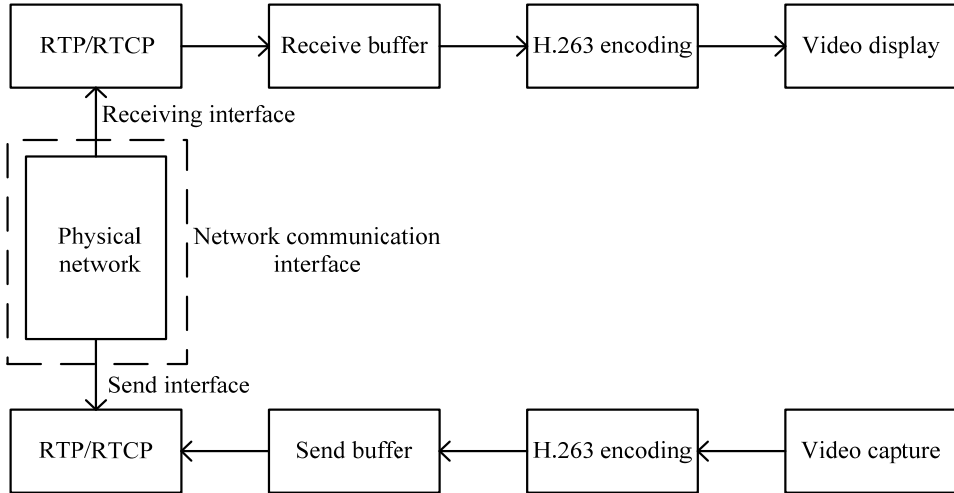 RTP/RTCP
Receive buffer
H.263 encoding
Video display
Receiving interface
Physical
network
Network communication
interface
Send interface
RTP/RTCP
Send buffer
H.263 encoding
Video capture